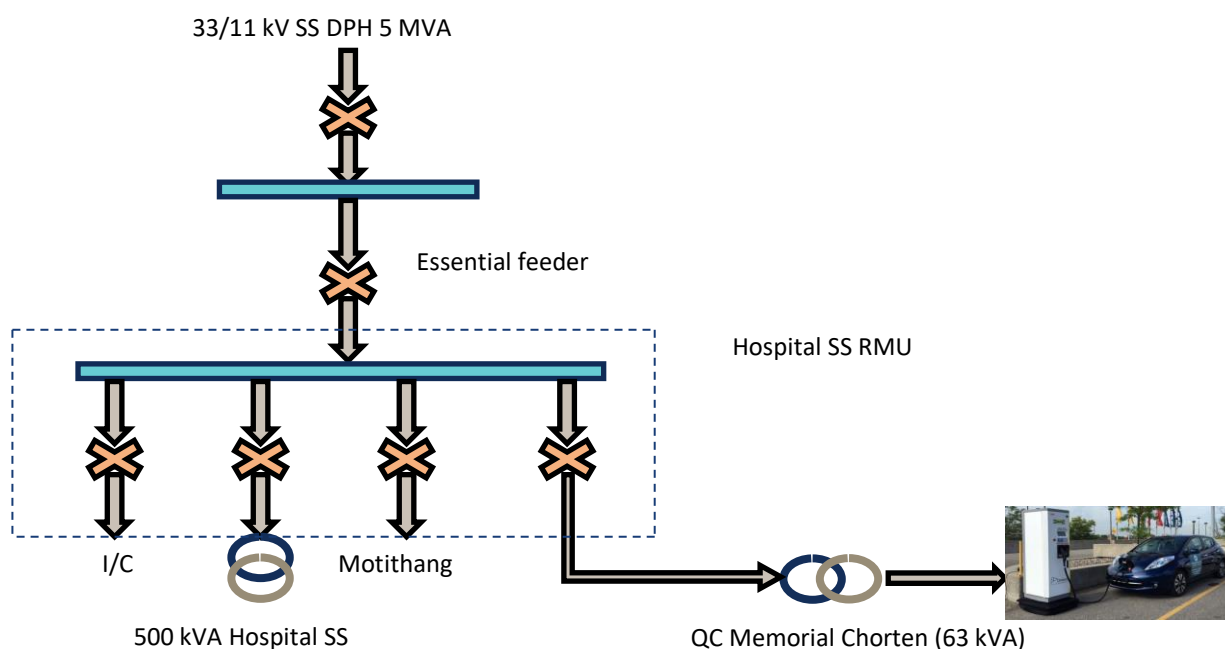 33/11 kV SS DPH 5 MVA
Essential feeder
Hospital SS RMU
I/C
Motithang
500 kVA Hospital SS
QC Memorial Chorten (63 kVA)